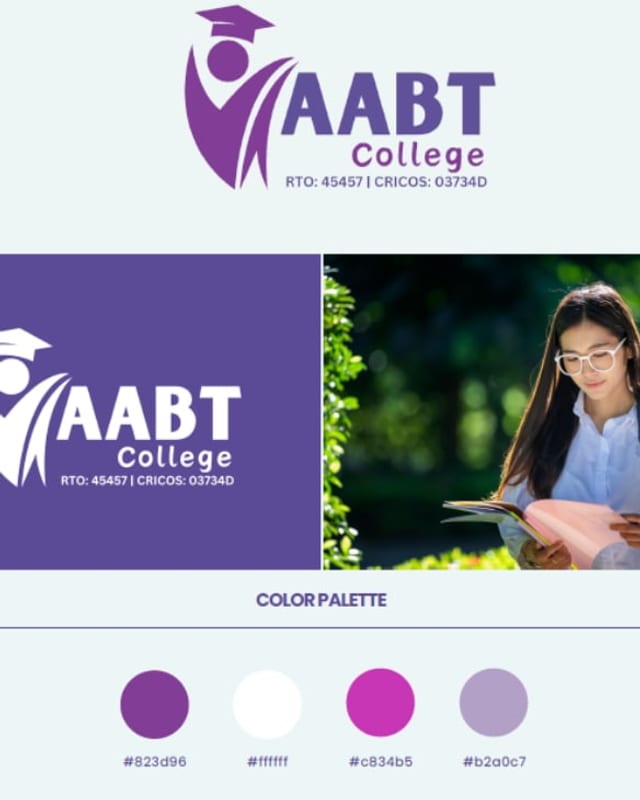 AABT
College
RTO: 45457 | CRICOS: 03734D
AABT
College
RTO: 45457 | CRICOS: 03734D
COLOR PALETTE
#823d96
#ffffff
#c834b5
#b2a0c7